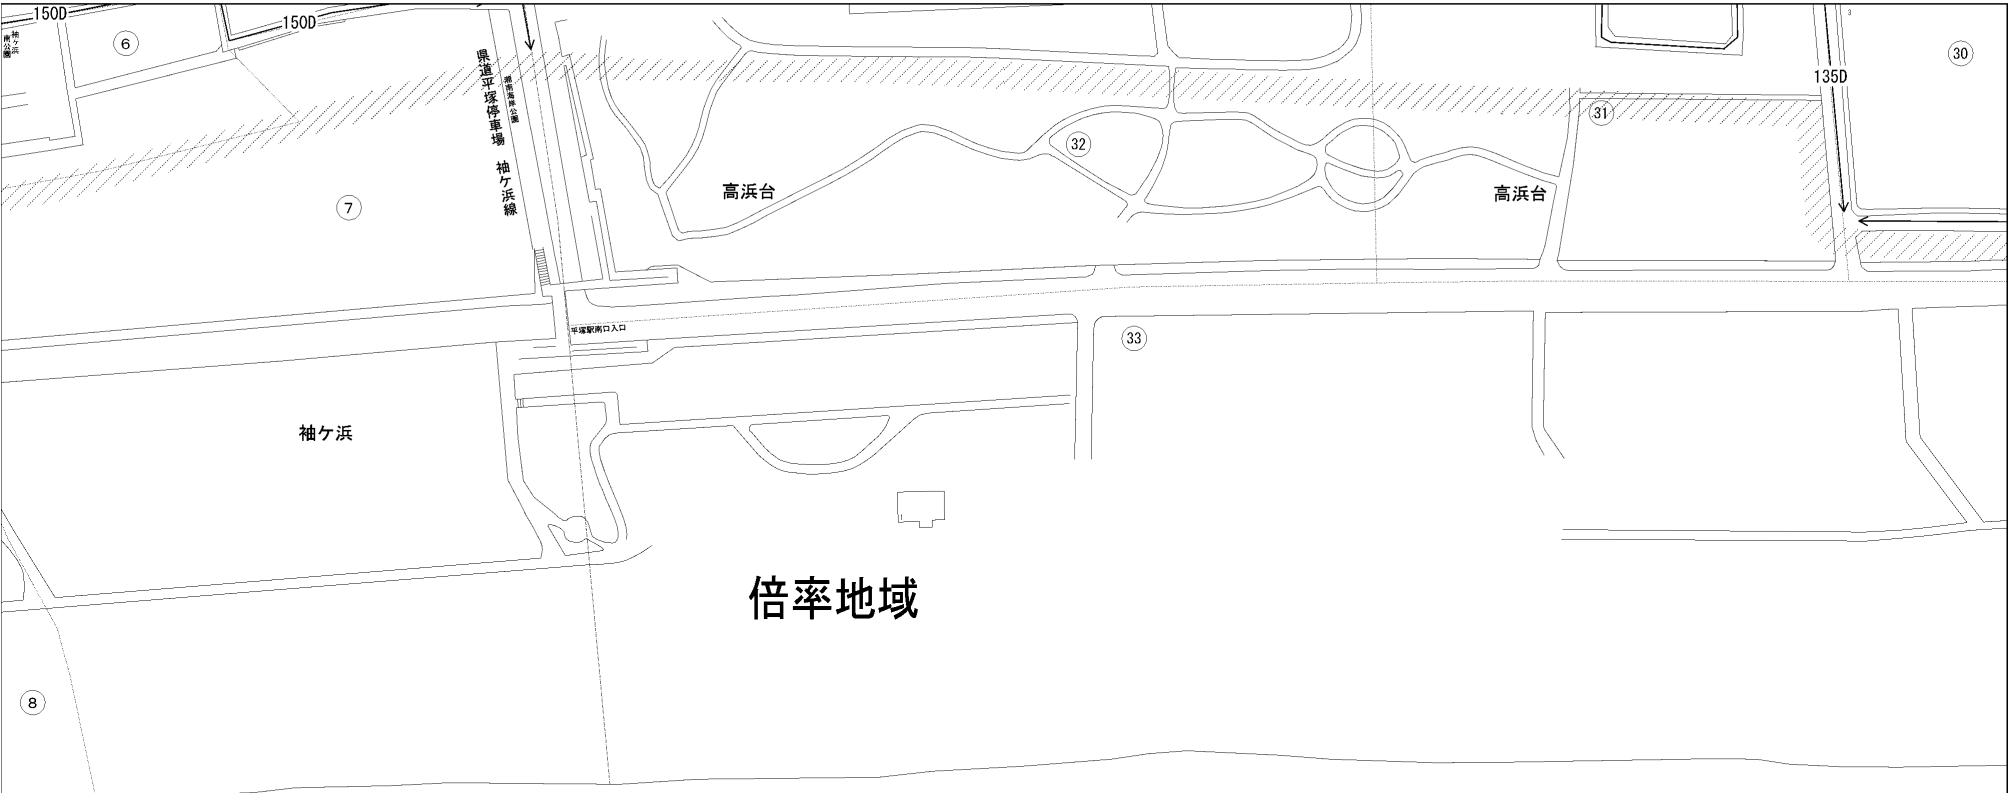 150D
150D
袖ケ浜
南公園
6
県道平塚停車場 袖ケ浜線
湘南海岸公園
3
30
135D
31
32
高浜台
高浜台
7
平塚駅南口入口
33
袖ケ浜
倍率地域
8